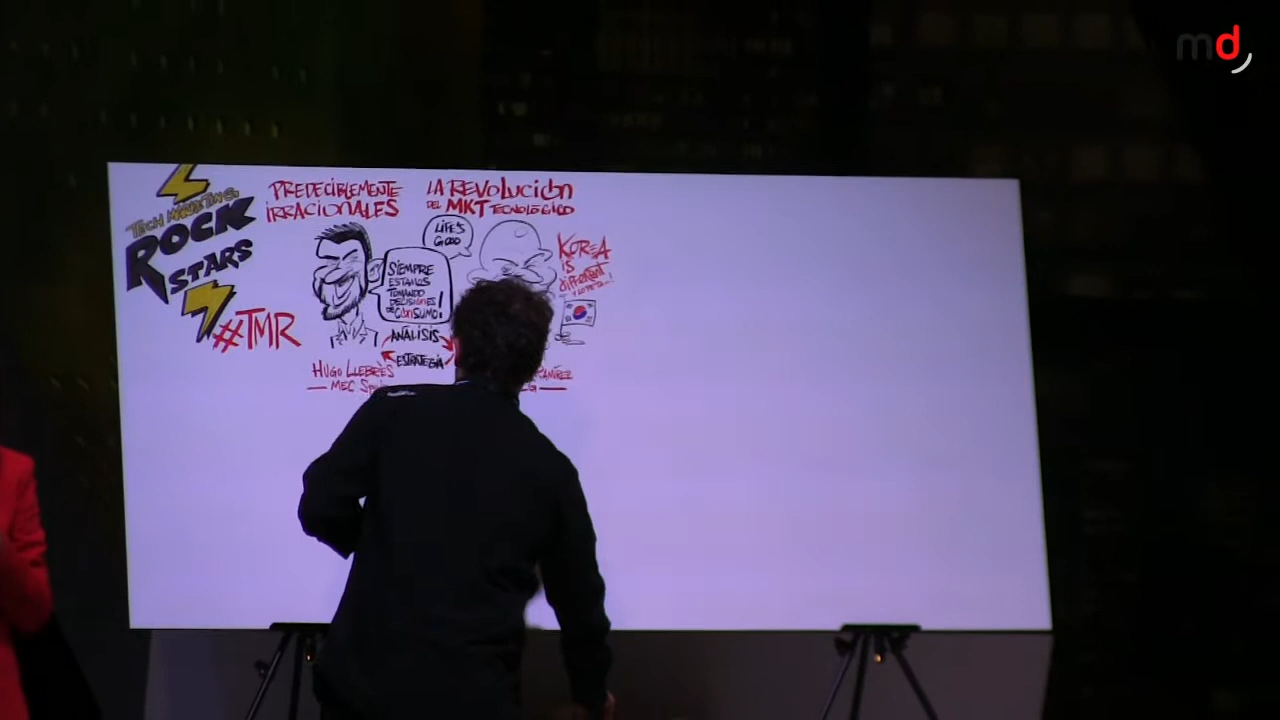 md
TECH MARKETING
ROCK
STARS
#TMR
PREDECIBLEMENTE
IRRACIONALES
SIEMPRE
ESTAMOS
TOMANDO
DECISIONES
DE CONSUMO!
ANÁLISIS
ESTRATEGIA
HUGO LLEBRÉS
MEC
LA REVOLUCIÓN
DEL MKT TECNOLÓGICO
LIFE'S
GOOD
KOREA
IS
different